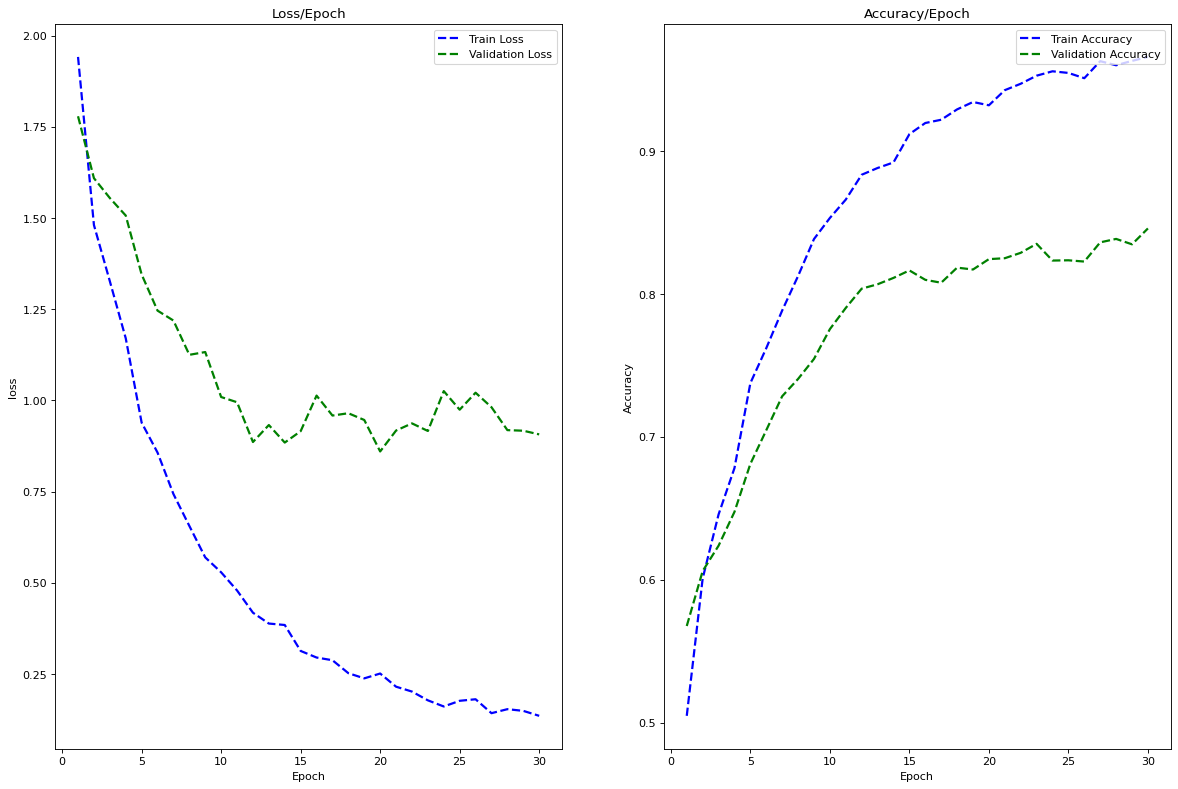 Loss/Epoch
Train Loss
Validation Loss
2.00
1.75
1.50
1.25
1.00
0.75
0.50
0.25
loss
0 5 10 15 20 25 30
Epoch
Accuracy/Epoch
Train Accuracy
Validation Accuracy
0.9
0.8
0.7
0.6
0.5
Accuracy
0 5 10 15 20 25 30
Epoch